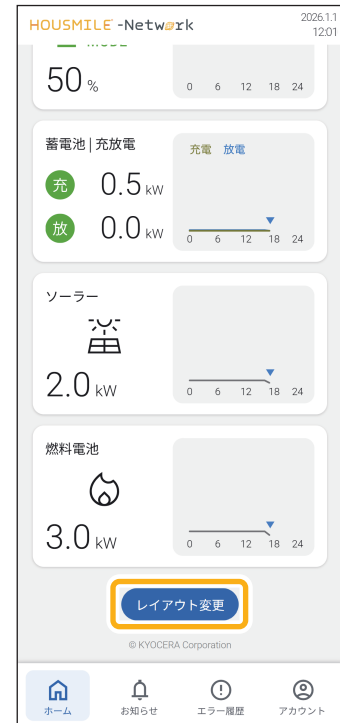 HOUSMILE-Network
2026.1.1
12:01
50 %
0 6 12 18 24
蓄電池 | 充放電
充電 放電
充 0.5 kW
放 0.0 kW
0 6 12 18 24
ソーラー
2.0 kW
0 6 12 18 24
燃料電池
3.0 kW
0 6 12 18 24
レイアウト変更
© KYOCERA Corporation
ホーム お知らせ エラー履歴 アカウント